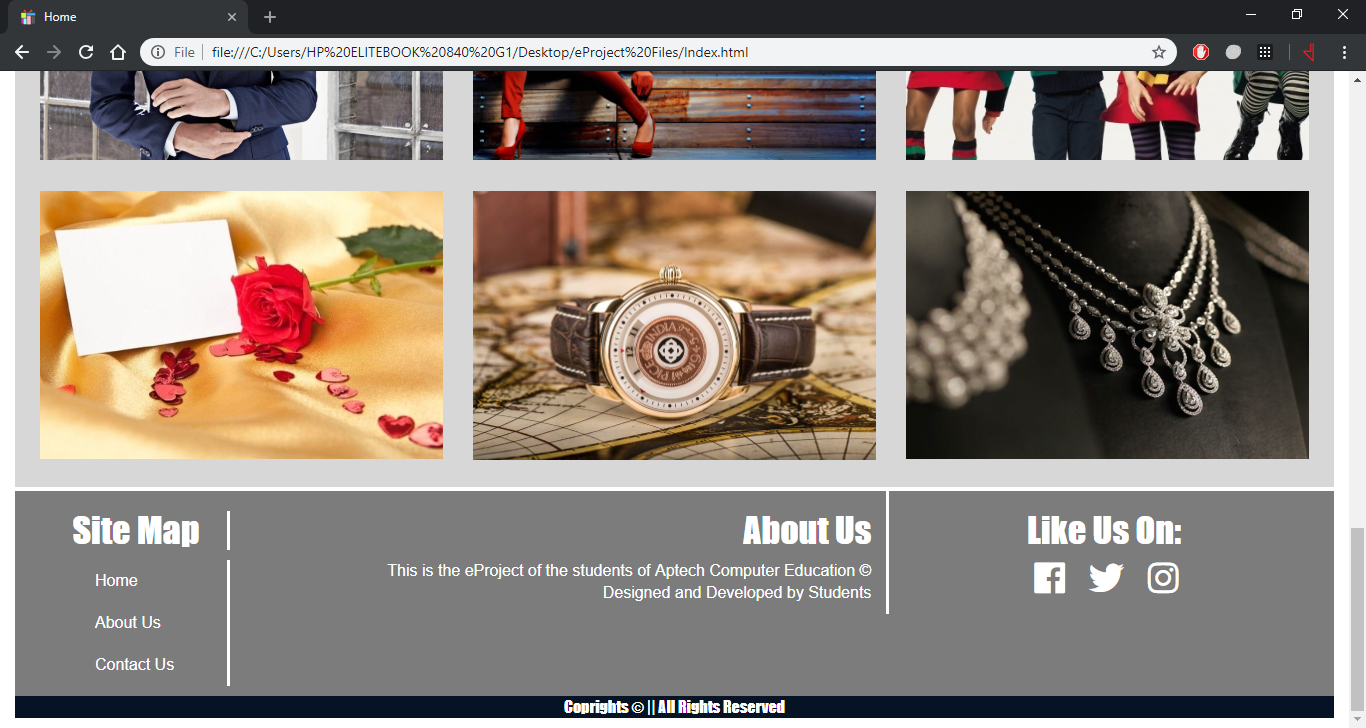 Home
File
file:///C:/Users/HP%20ELITEBOOK%20840%20G1/Desktop/eProject%20Files/Index.html
INDIA
Site Map
Home
About Us
Contact Us
About Us
This is the eProject of the students of Aptech Computer Education ©
Designed and Developed by Students
Like Us On:
Coprights © || All Rights Reserved